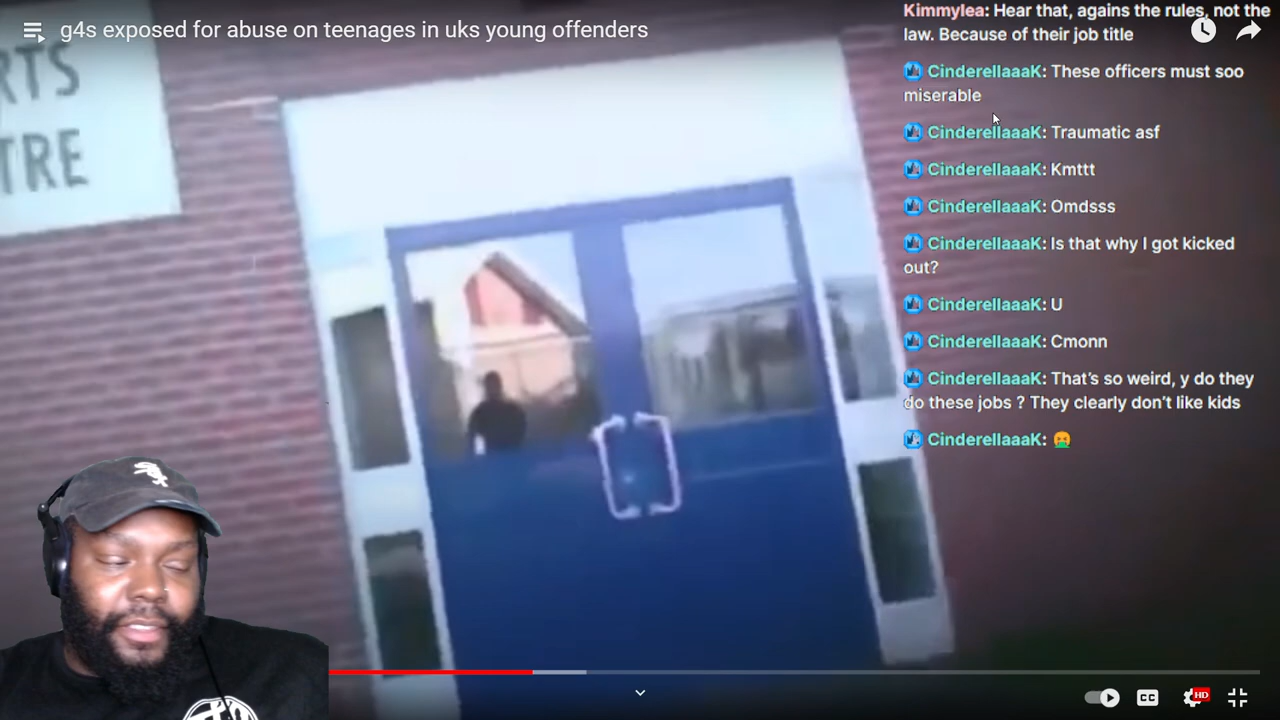 g4s exposed for abuse on teenages in uks young offenders
RTS
TRE
Kimmylea: Hear that, agains the rules, not the
law. Because of their job title
CinderellaaaK: These officers must soo
miserable
CinderellaaaK: Traumatic asf
CinderellaaaK: Kmttt
CinderellaaaK: Omdsss
CinderellaaaK: Is that why I got kicked
out?
CinderellaaaK: U
CinderellaaaK: Cmonn
CinderellaaaK: That’s so weird, y do they
do these jobs ? They clearly don’t like kids
CinderellaaaK: 🤮
CC
HD